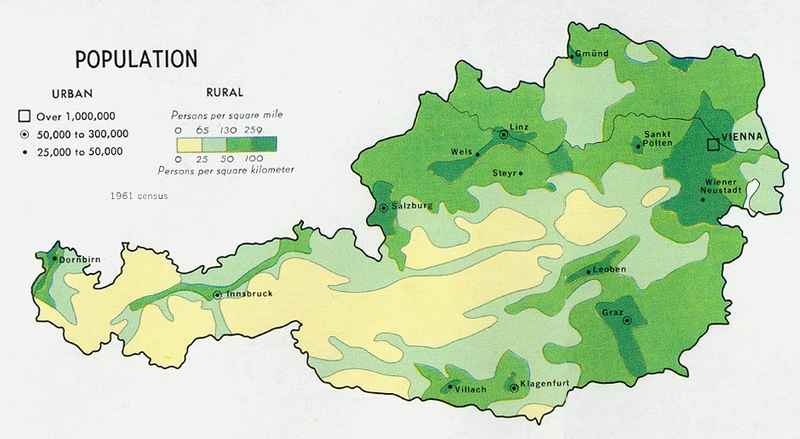 POPULATION
URBAN
Over 1,000,000
50,000 to 300,000
25,000 to 50,000
RURAL
Persons per square mile
0 65 130 259
0 25 50 100
Persons per square kilometer
1961 census
Gmünd
Linz
Wels
Steyr
Sankt
Polten
VIENNA
Wiener
Neustadt
Salzburg
Dornbirn
Innsbruck
Leoben
Graz
Villach
Klagenfurt